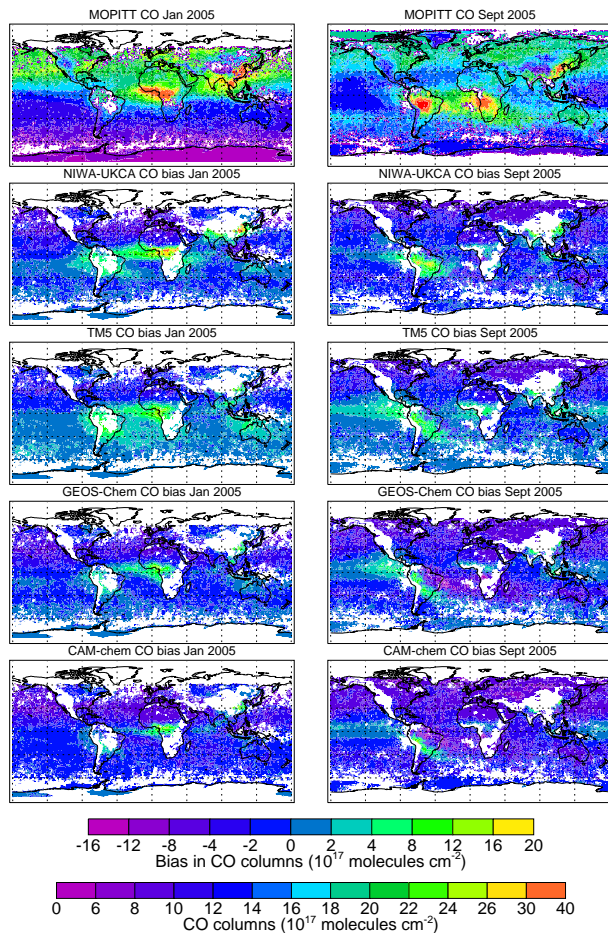 MOPITT CO Jan 2005
MOPITT CO Sept 2005
NIWA-UKCA CO bias Jan 2005
NIWA-UKCA CO bias Sept 2005
TM5 CO bias Jan 2005
TM5 CO bias Sept 2005
GEOS-Chem CO bias Jan 2005
GEOS-Chem CO bias Sept 2005
CAM-chem CO bias Jan 2005
CAM-chem CO bias Sept 2005
-16 -12 -8 -6 -2 0 2 4 8 12 16 20
Bias in CO columns (10¹⁷ molecules cm⁻²)
0 6 8 10 12 14 16 18 20 22 24 26 30 40
CO columns (10¹⁷ molecules cm⁻²)